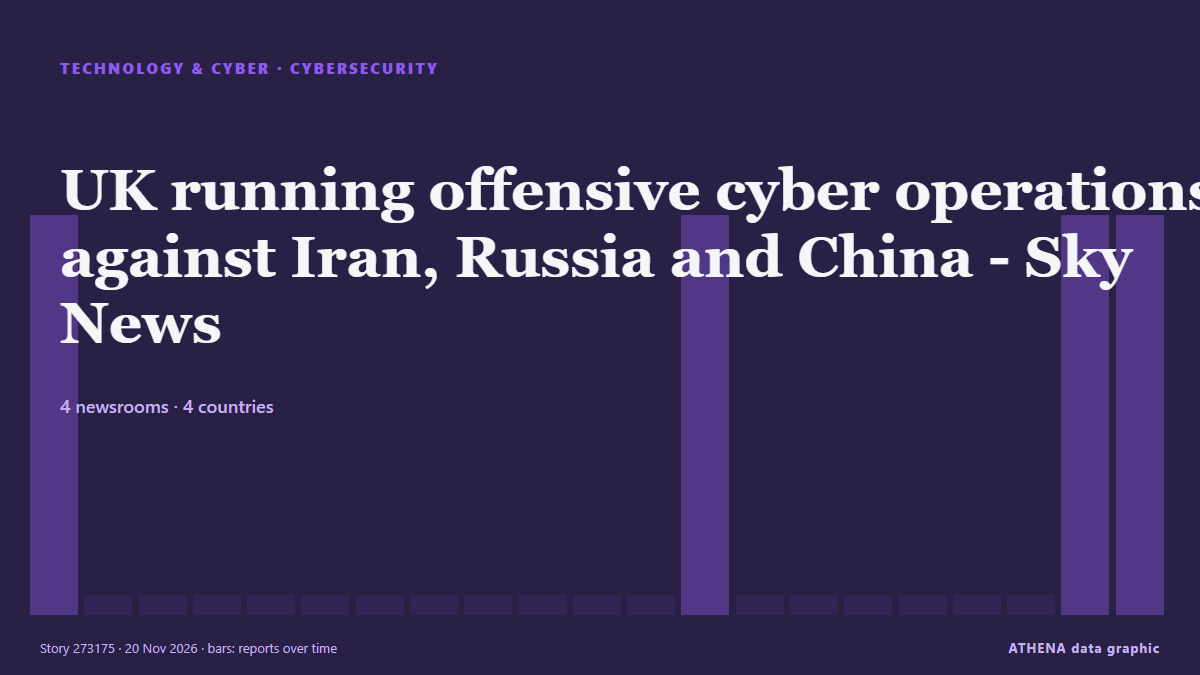 TECHNOLOGY & CYBER · CYBERSECURITY
UK running offensive cyber operations
against Iran, Russia and China - Sky
News
4 newsrooms · 4 countries
Story 273175 · 20 Nov 2026 · bars: reports over time
ATHENA data graphic